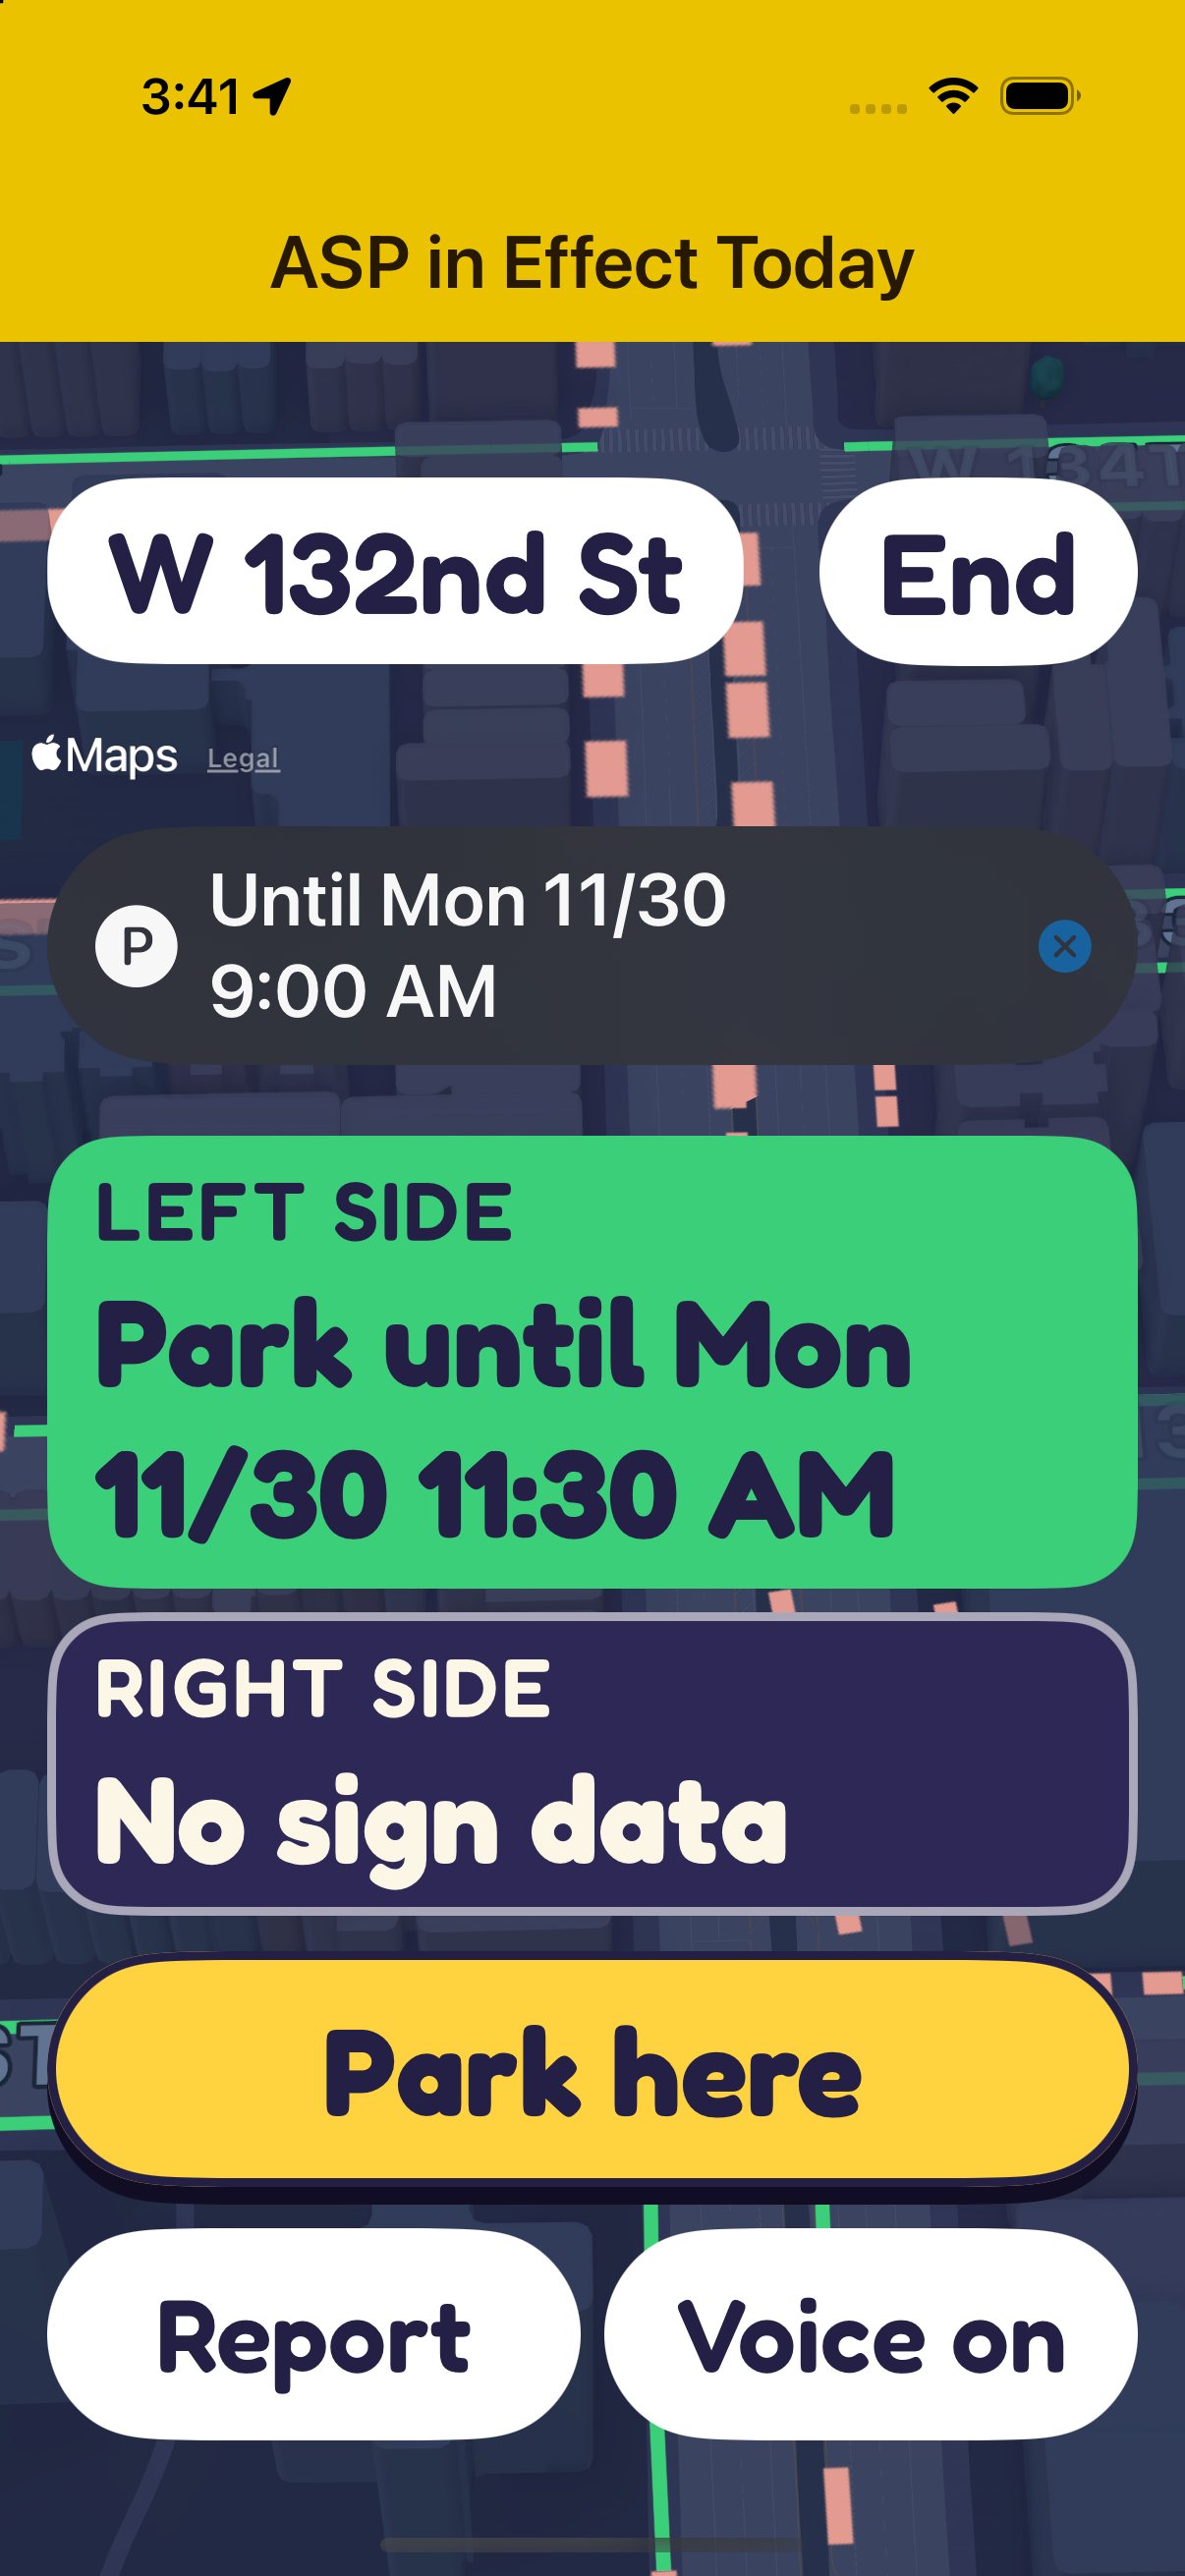 3:41
ASP in Effect Today
W 134T
W 132nd St
End
Maps Legal
P
Until Mon 11/30
9:00 AM
LEFT SIDE
Park until Mon
11/30 11:30 AM
RIGHT SIDE
No sign data
ST
Park here
Report
Voice on